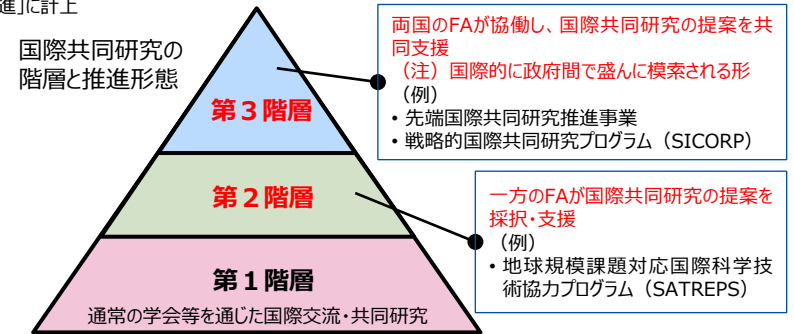 進」に計上
国際共同研究の
階層と推進形態
両国のFAが協働し、国際共同研究の提案を共
同支援
（注）国際的に政府間で盛んに模索される形
（例）
• 先端国際共同研究推進事業
• 戦略的国際共同研究プログラム（SICORP）
第３階層
一方のFAが国際共同研究の提案を
採択・支援
（例）
• 地球規模課題対応国際科学技
術協力プログラム（SATREPS）
第２階層
第１階層
通常の学会等を通じた国際交流・共同研究